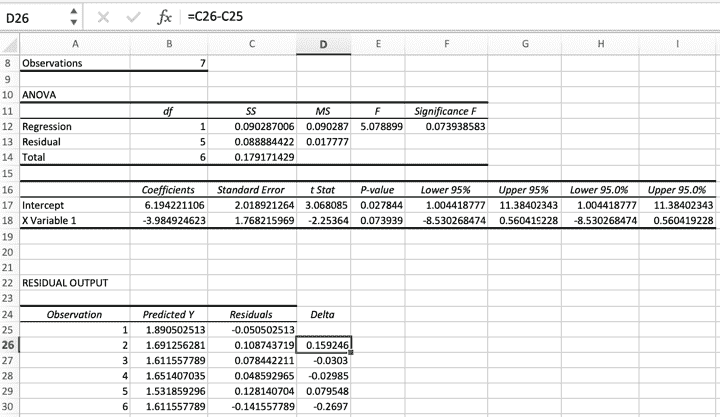 D26 fx =C26-C25
A B C D E F G H I
8 Observations 7
9
10 ANOVA
11 df SS MS F Significance F
12 Regression 1 0.090287006 0.090287 5.078899 0.073938583
13 Residual 5 0.088884422 0.017777
14 Total 6 0.179171429
15
16 Coefficients Standard Error t Stat P-value Lower 95% Upper 95% Lower 95.0% Upper 95.0%
17 Intercept 6.194221106 2.018921264 3.068085 0.027844 1.004418777 11.38402343 1.004418777 11.38402343
18 X Variable 1 -3.984924623 1.768215969 -2.25364 0.073939 -8.530268474 0.560419228 -8.530268474 0.560419228
19
20
21
22 RESIDUAL OUTPUT
23
24 Observation Predicted Y Residuals Delta
25 1 1.890502513 -0.050502513
26 2 1.691256281 0.108743719 0.159246
27 3 1.611557789 0.078442211 -0.0303
28 4 1.651407035 0.048592965 -0.02985
29 5 1.531859296 0.128140704 0.079548
30 6 1.611557789 -0.141557789 -0.2697